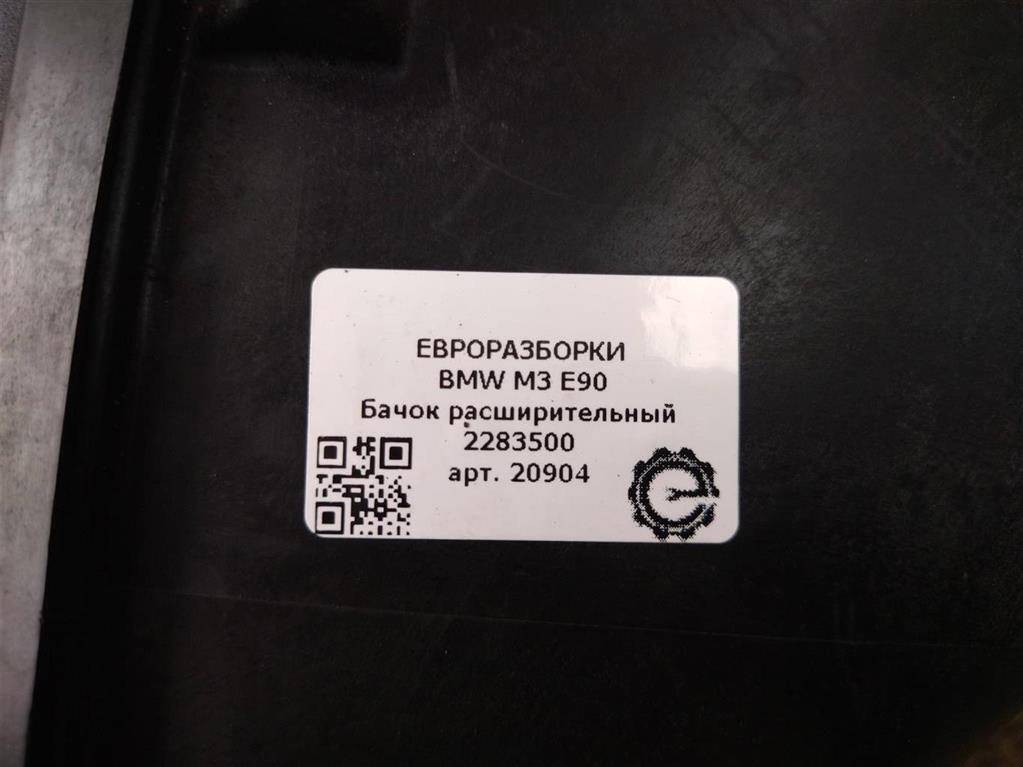 ЕВРОРАЗБОРКИ
BMW M3 E90
Бачок расширительный
2283500
арт. 20904